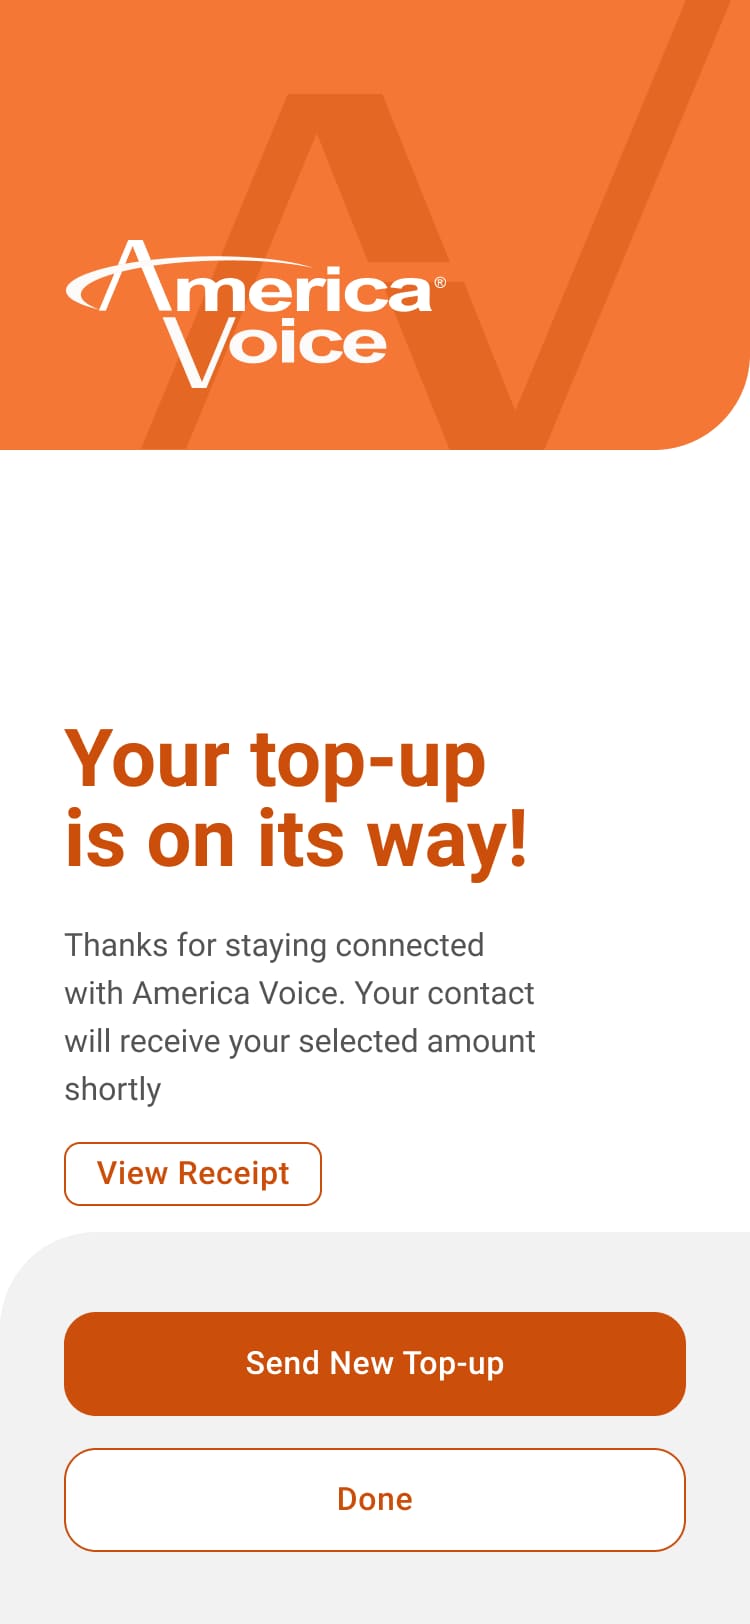 America®
Voice
Your top-up
is on its way!
Thanks for staying connected
with America Voice. Your contact
will receive your selected amount
shortly
View Receipt
Send New Top-up
Done